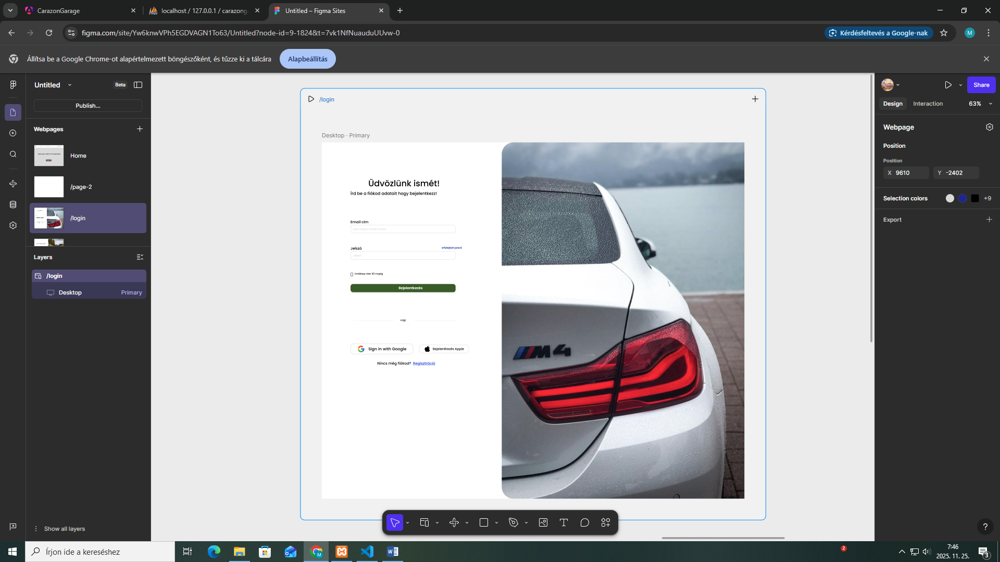 CarazonGarage
localhost / 127.0.0.1 / carazong
Untitled – Figma Sites
figma.com/site/Yw6knwVPh5EGDVAGN1To63/Untitled?node-id=9-1824&t=7vk1NfNuauduUUvw-0
Kérdésfeltevés a Google-nak
M
Állítsa be a Google Chrome-ot alapértelmezett böngészőként, és tűzze ki a tálcára
Alapbeállítás
Untitled
Beta
Publish...
Webpages
Home
/page-2
/login
Layers
/login
Desktop
Primary
Show all layers
/login
Desktop · Primary
Üdvözlünk ismét!
Írd be a fiókod adatait hogy bejelentkezz!
Email cím
Jelszó
elfelejtett jelszó
Emlékezz rám 30 mapig
Bejelentkezés
vagy
Sign in with Google
Bejelentkezés Apple
Nincs még fiókod? Regisztráció
M4
Share
Design
Interaction
63%
Webpage
Position
Position
X 9610
Y -2402
Selection colors
+9
Export
?
Írjon ide a kereséshez
M
2
7:46
2025. 11. 25.
3